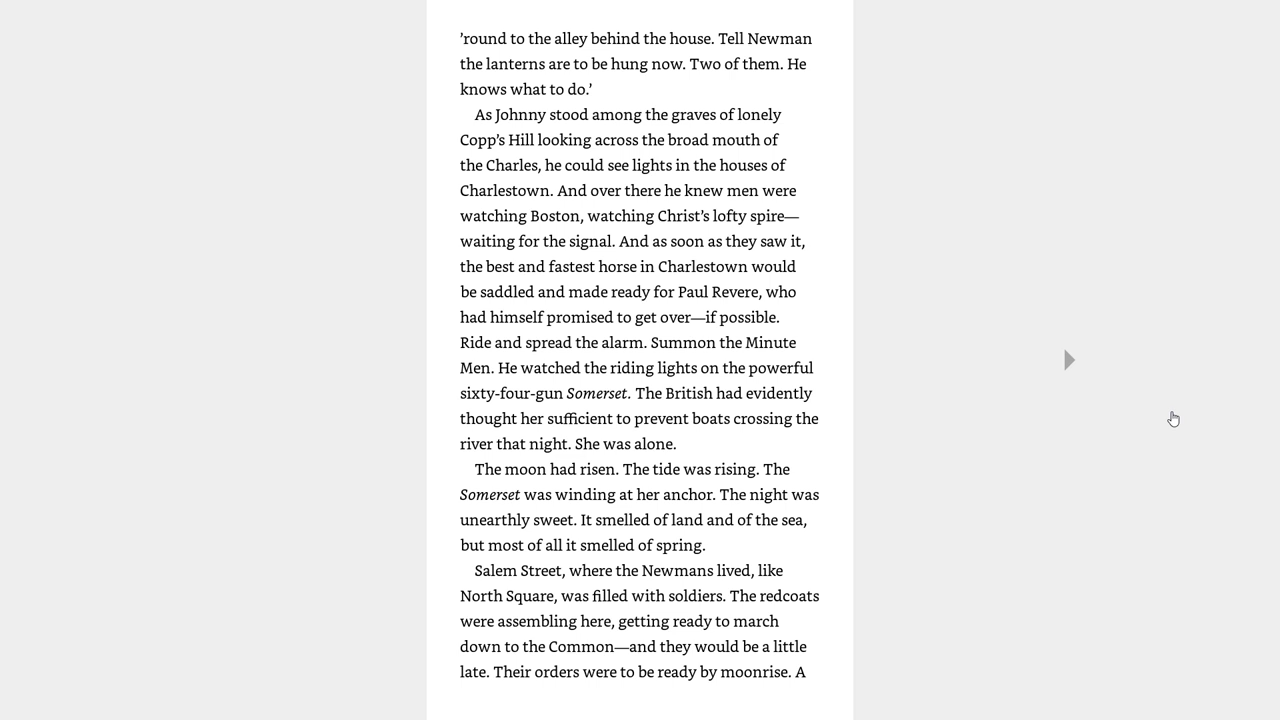 ’round to the alley behind the house. Tell Newman
the lanterns are to be hung now. Two of them. He
knows what to do.’
As Johnny stood among the graves of lonely
Copp’s Hill looking across the broad mouth of
the Charles, he could see lights in the houses of
Charlestown. And over there he knew men were
watching Boston, watching Christ’s lofty spire—
waiting for the signal. And as soon as they saw it,
the best and fastest horse in Charlestown would
be saddled and made ready for Paul Revere, who
had himself promised to get over—if possible.
Ride and spread the alarm. Summon the Minute
Men. He watched the riding lights on the powerful
sixty-four-gun Somerset. The British had evidently
thought her sufficient to prevent boats crossing the
river that night. She was alone.
The moon had risen. The tide was rising. The
Somerset was winding at her anchor. The night was
unearthly sweet. It smelled of land and of the sea,
but most of all it smelled of spring.
Salem Street, where the Newmans lived, like
North Square, was filled with soldiers. The redcoats
were assembling here, getting ready to march
down to the Common—and they would be a little
late. Their orders were to be ready by moonrise. A